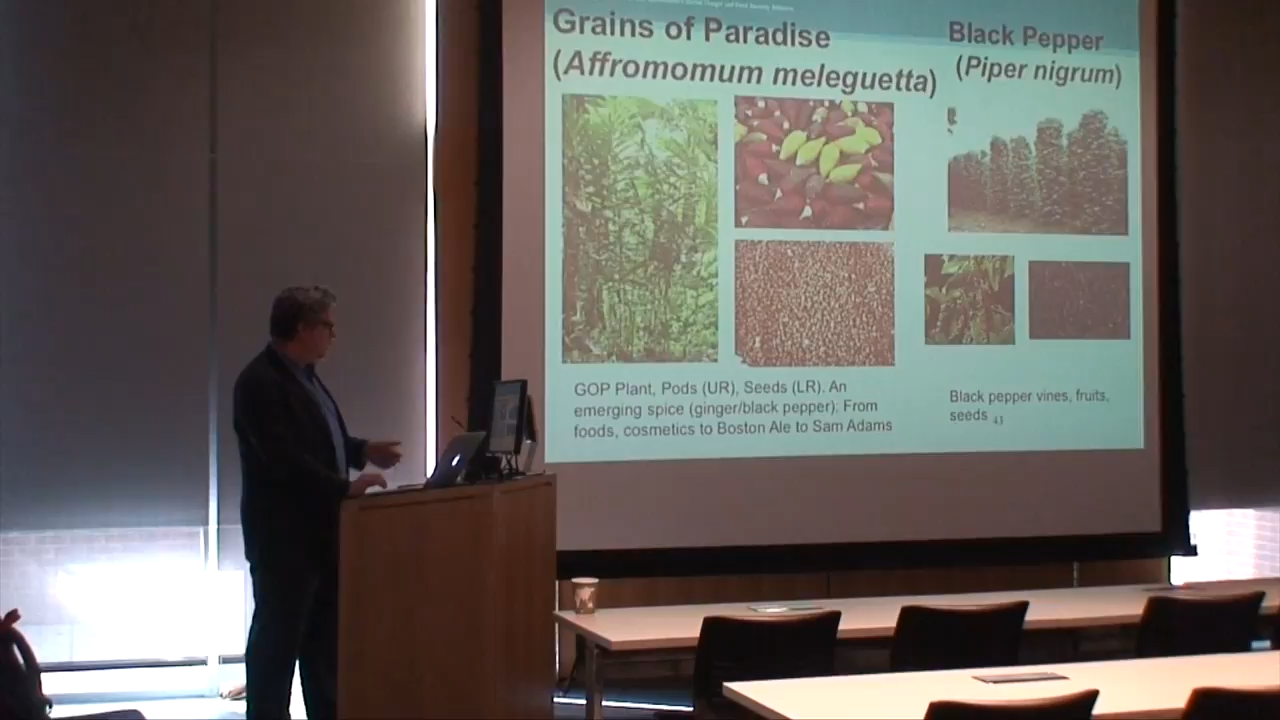 Grains of Paradise
(Affromomum meleguetta)
Black Pepper
(Piper nigrum)
GOP Plant, Pods (UR), Seeds (LR). An
emerging spice (ginger/black pepper): From
foods, cosmetics to Boston Ale to Sam Adams
Black pepper vines, fruits,
seeds 43